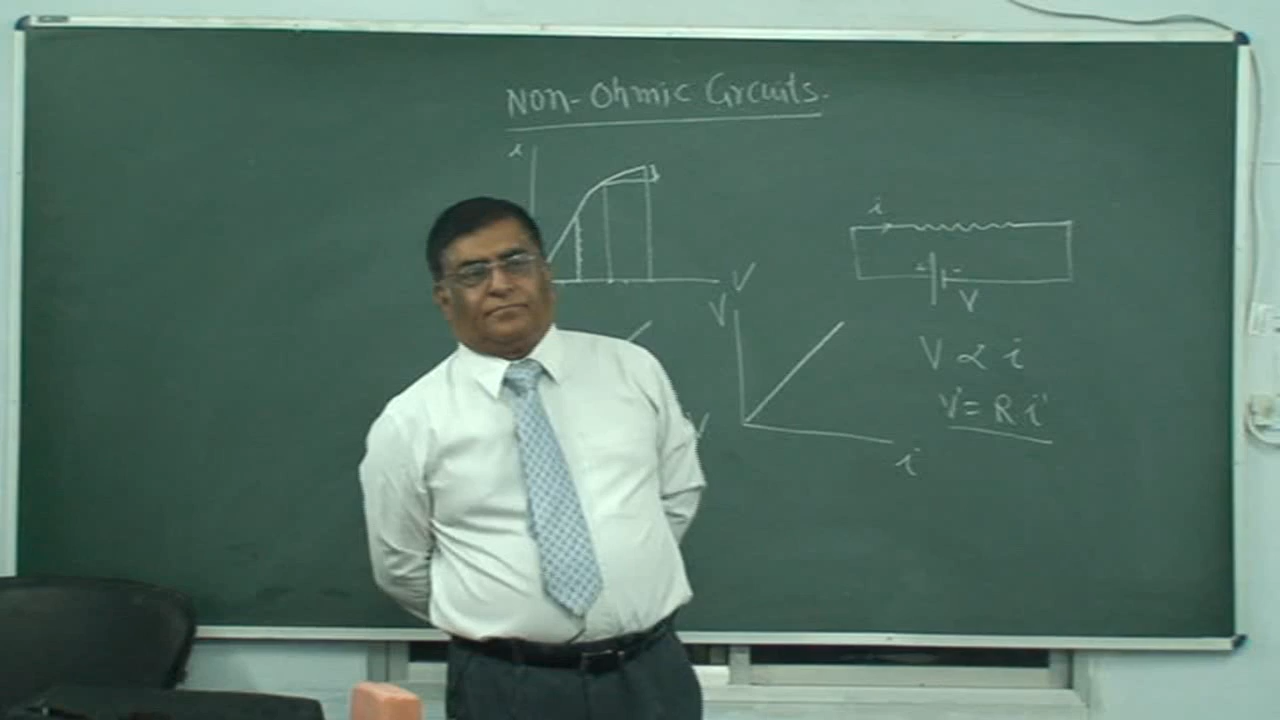 Non-Ohmic Circuits.
i
V
i
V
V ∝ i
V = R i
V
i
V